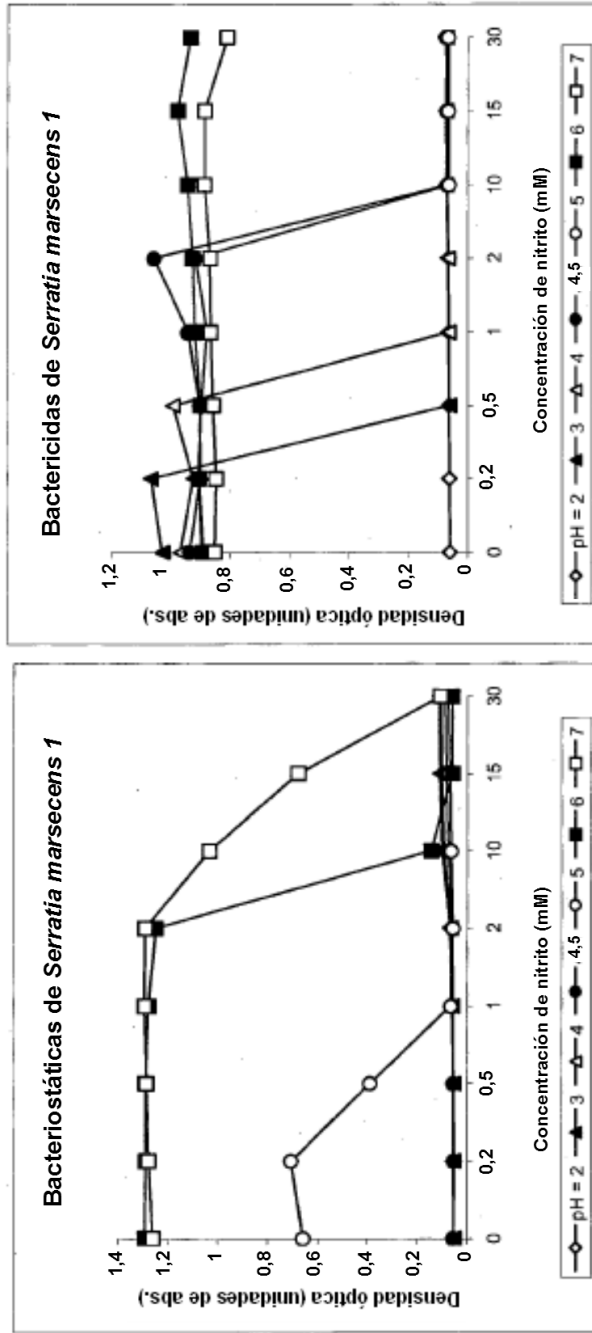 Bacteriostáticas de Serratia marsecens 1
Densidad óptica (unidades de abs.)
1,4
1,2
1
0,8
0,6
0,4
0,2
0
0 0,2 0,5 1 2 10 15 30
Concentración de nitrito (mM)
pH = 2 3 4 4,5 5 6 7
Bactericidas de Serratia marsecens 1
Densidad óptica (unidades de abs.)
1,2
1
0,8
0,6
0,4
0,2
0
0 0,2 0,5 1 2 10 15 30
Concentración de nitrito (mM)
pH = 2 3 4 4,5 5 6 7